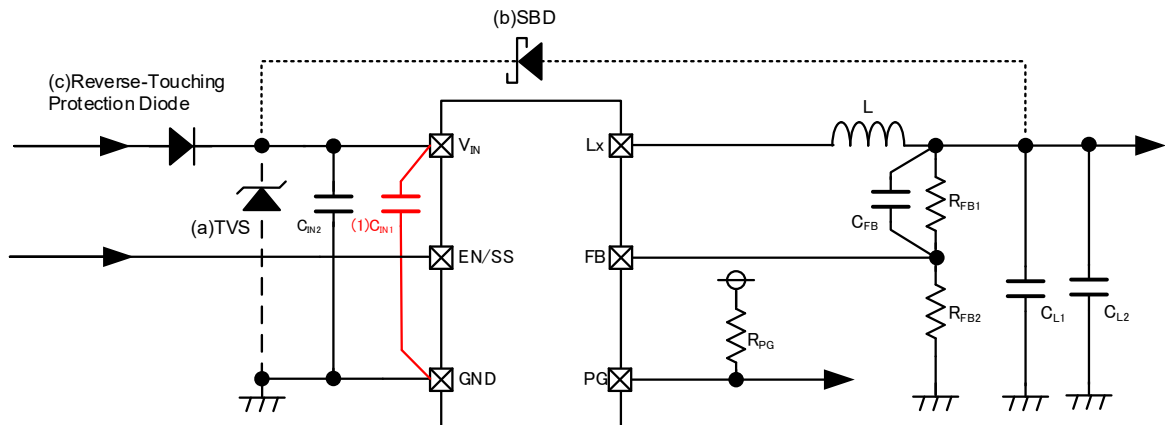 (b)SBD
(c)Reverse-Touching
Protection Diode
L
VIN
Lx
RFB1
CFB
(a)TVS
CIN2
(1)CIN1
EN/SS
FB
RFB2
CL1
CL2
RPG
GND
PG